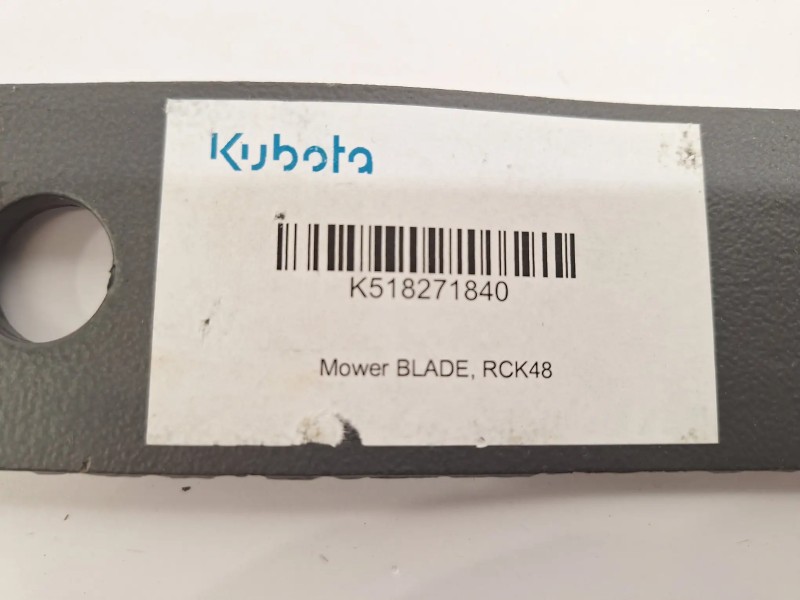 Kubota
K518271840
Mower BLADE, RCK48